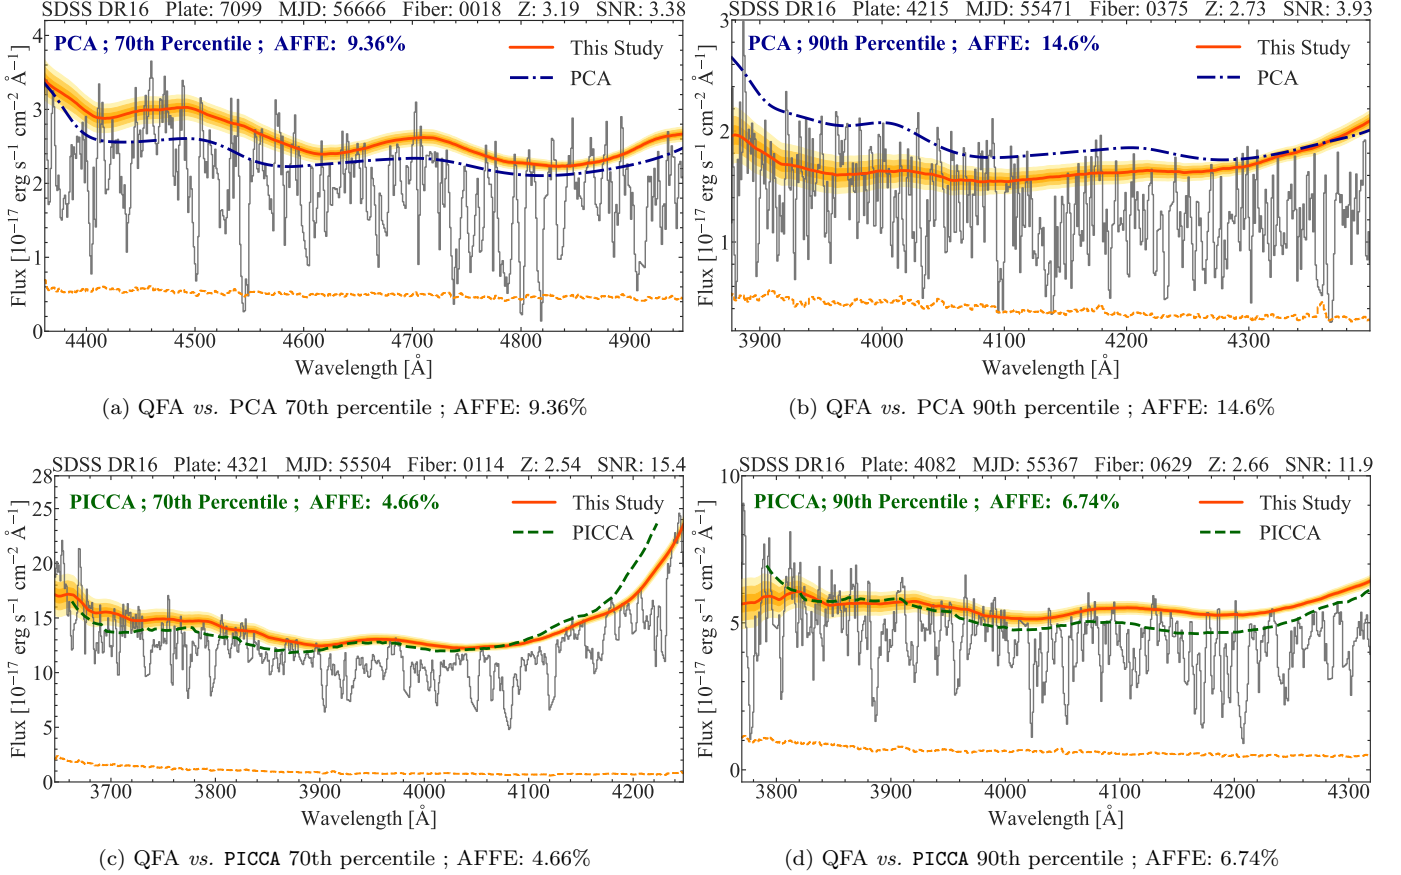 SDSS DR16 Plate: 7099 MJD: 56666 Fiber: 0018 Z: 3.19 SNR: 3.38
PCA ; 70th Percentile ; AFFE: 9.36%
This Study
PCA
4
3
2
1
0
Flux [10⁻¹⁷ erg s⁻¹ cm⁻² Å⁻¹]
4400 4500 4600 4700 4800 4900
Wavelength [Å]
(a) QFA vs. PCA 70th percentile ; AFFE: 9.36%
SDSS DR16 Plate: 4215 MJD: 55471 Fiber: 0375 Z: 2.73 SNR: 3.93
PCA ; 90th Percentile ; AFFE: 14.6%
This Study
PCA
3
2
1
Flux [10⁻¹⁷ erg s⁻¹ cm⁻² Å⁻¹]
3900 4000 4100 4200 4300
Wavelength [Å]
(b) QFA vs. PCA 90th percentile ; AFFE: 14.6%
SDSS DR16 Plate: 4321 MJD: 55504 Fiber: 0114 Z: 2.54 SNR: 15.4
PICCA ; 70th Percentile ; AFFE: 4.66%
This Study
PICCA
28
25
20
15
10
5
0
Flux [10⁻¹⁷ erg s⁻¹ cm⁻² Å⁻¹]
3700 3800 3900 4000 4100 4200
Wavelength [Å]
(c) QFA vs. PICCA 70th percentile ; AFFE: 4.66%
SDSS DR16 Plate: 4082 MJD: 55367 Fiber: 0629 Z: 2.66 SNR: 11.9
PICCA; 90th Percentile ; AFFE: 6.74%
This Study
PICCA
10
5
0
Flux [10⁻¹⁷ erg s⁻¹ cm⁻² Å⁻¹]
3800 3900 4000 4100 4200 4300
Wavelength [Å]
(d) QFA vs. PICCA 90th percentile ; AFFE: 6.74%